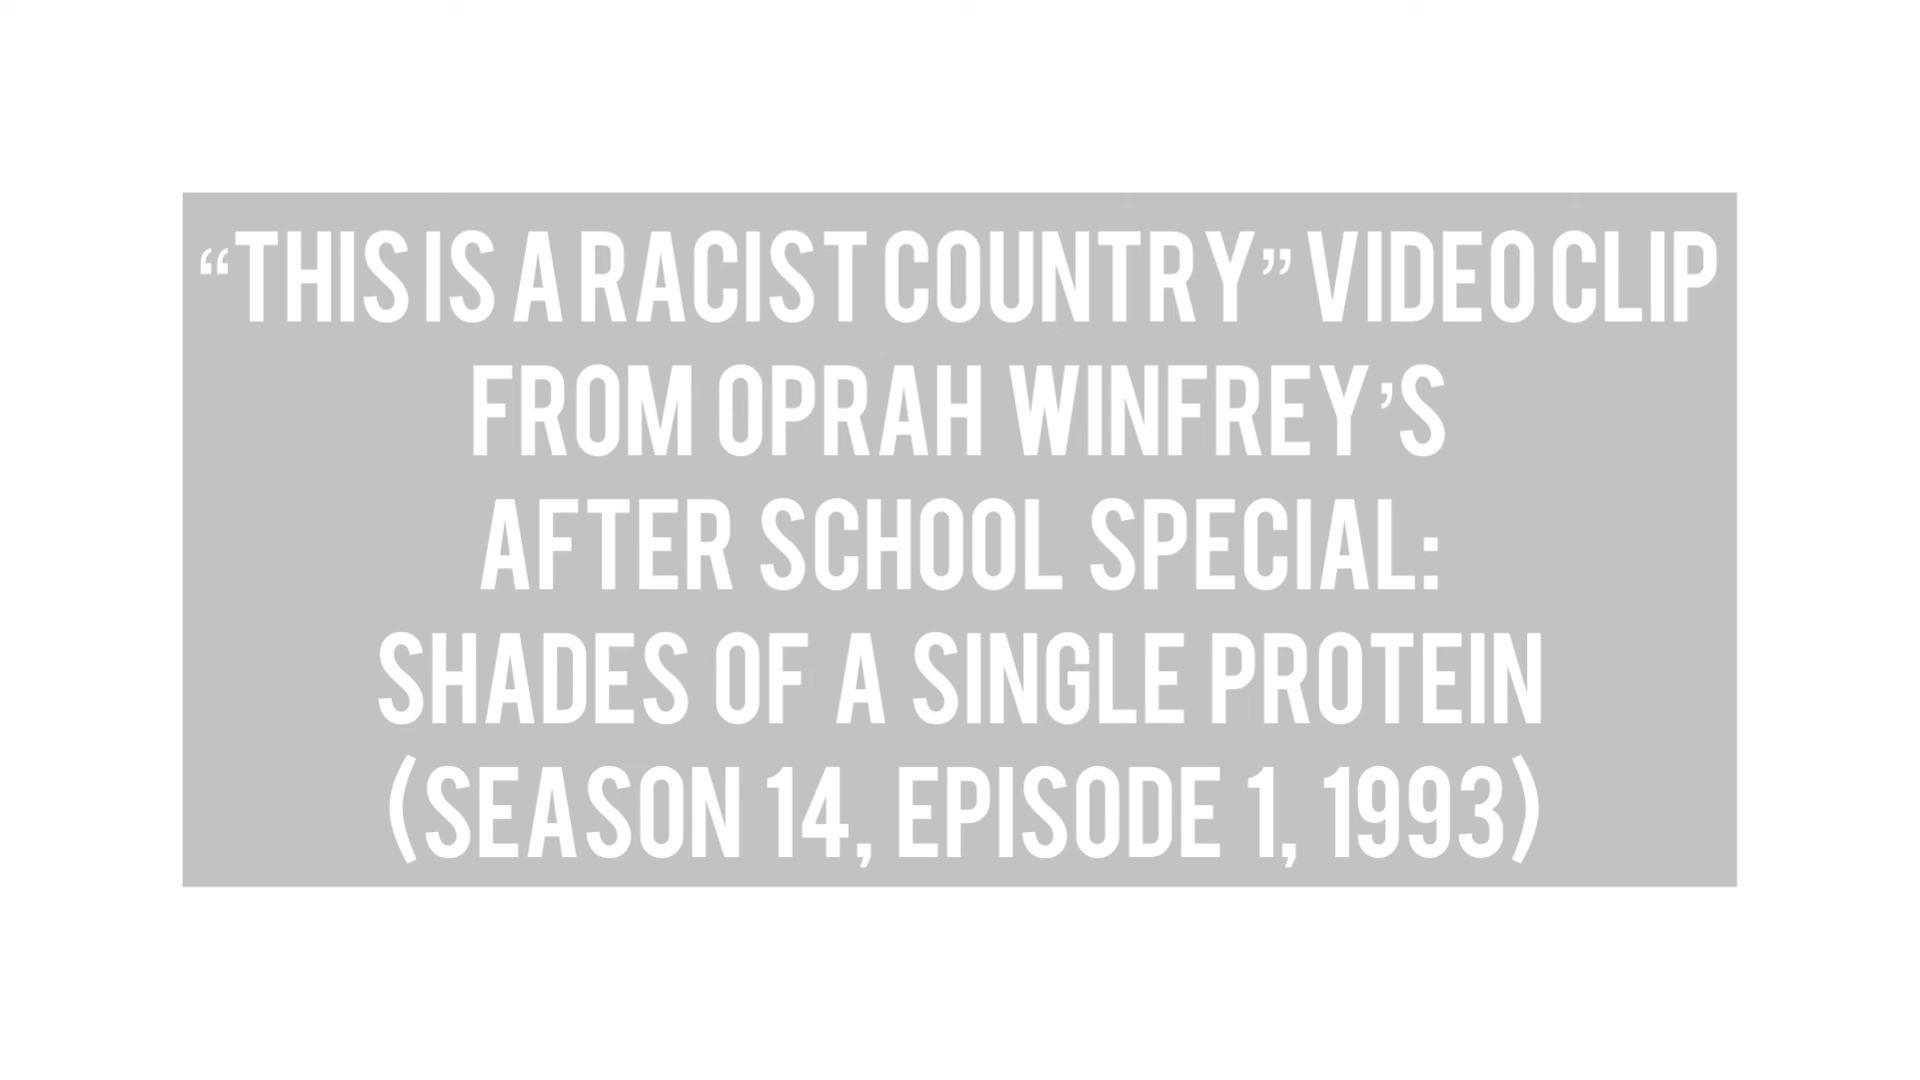 “THIS IS A RACIST COUNTRY” VIDEO CLIP
FROM OPRAH WINFREY’S
AFTER SCHOOL SPECIAL:
SHADES OF A SINGLE PROTEIN
(SEASON 14, EPISODE 1, 1993)